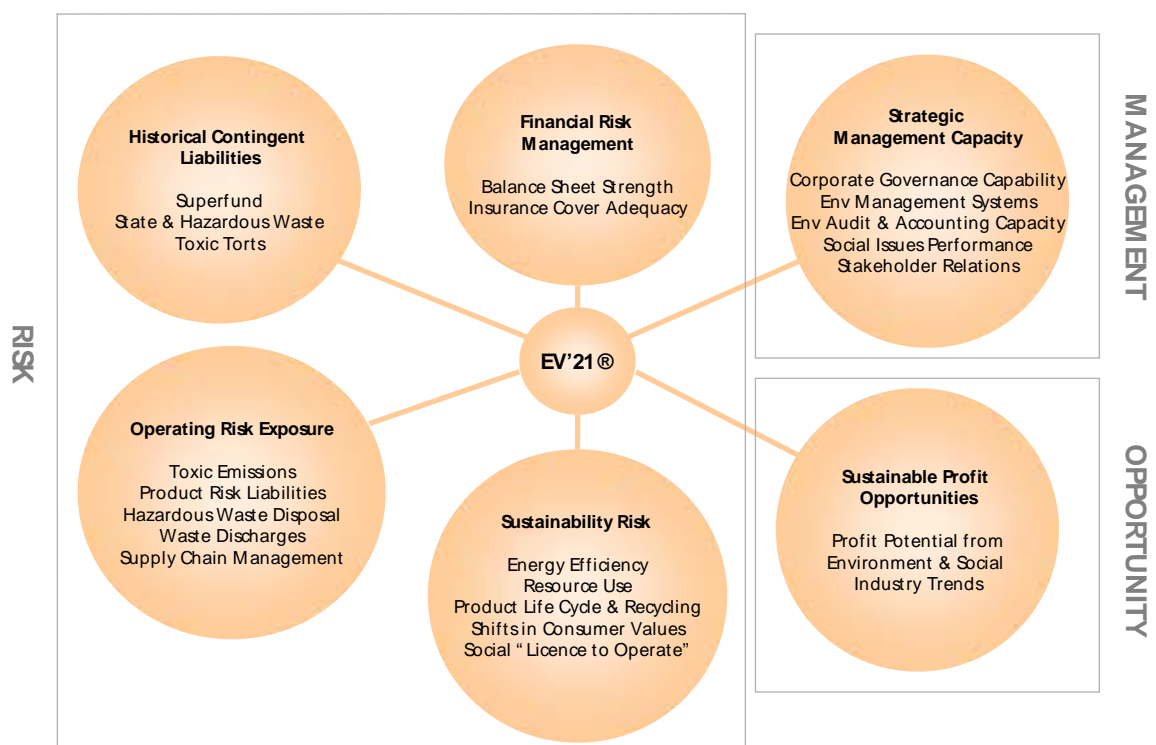 RISK
Historical Contingent
Liabilities
Superfund
State & Hazardous Waste
Toxic Torts
Financial Risk
Management
Balance Sheet Strength
Insurance Cover Adequacy
Strategic
Management Capacity
Corporate Governance Capability
Env Management Systems
Env Audit & Accounting Capacity
Social Issues Performance
Stakeholder Relations
MANAGEMENT
EV'21®
Operating Risk Exposure
Toxic Emissions
Product Risk Liabilities
Hazardous Waste Disposal
Waste Discharges
Supply Chain Management
Sustainability Risk
Energy Efficiency
Resource Use
Product Life Cycle & Recycling
Shifts in Consumer Values
Social “Licence to Operate”
Sustainable Profit
Opportunities
Profit Potential from
Environment & Social
Industry Trends
OPPORTUNITY